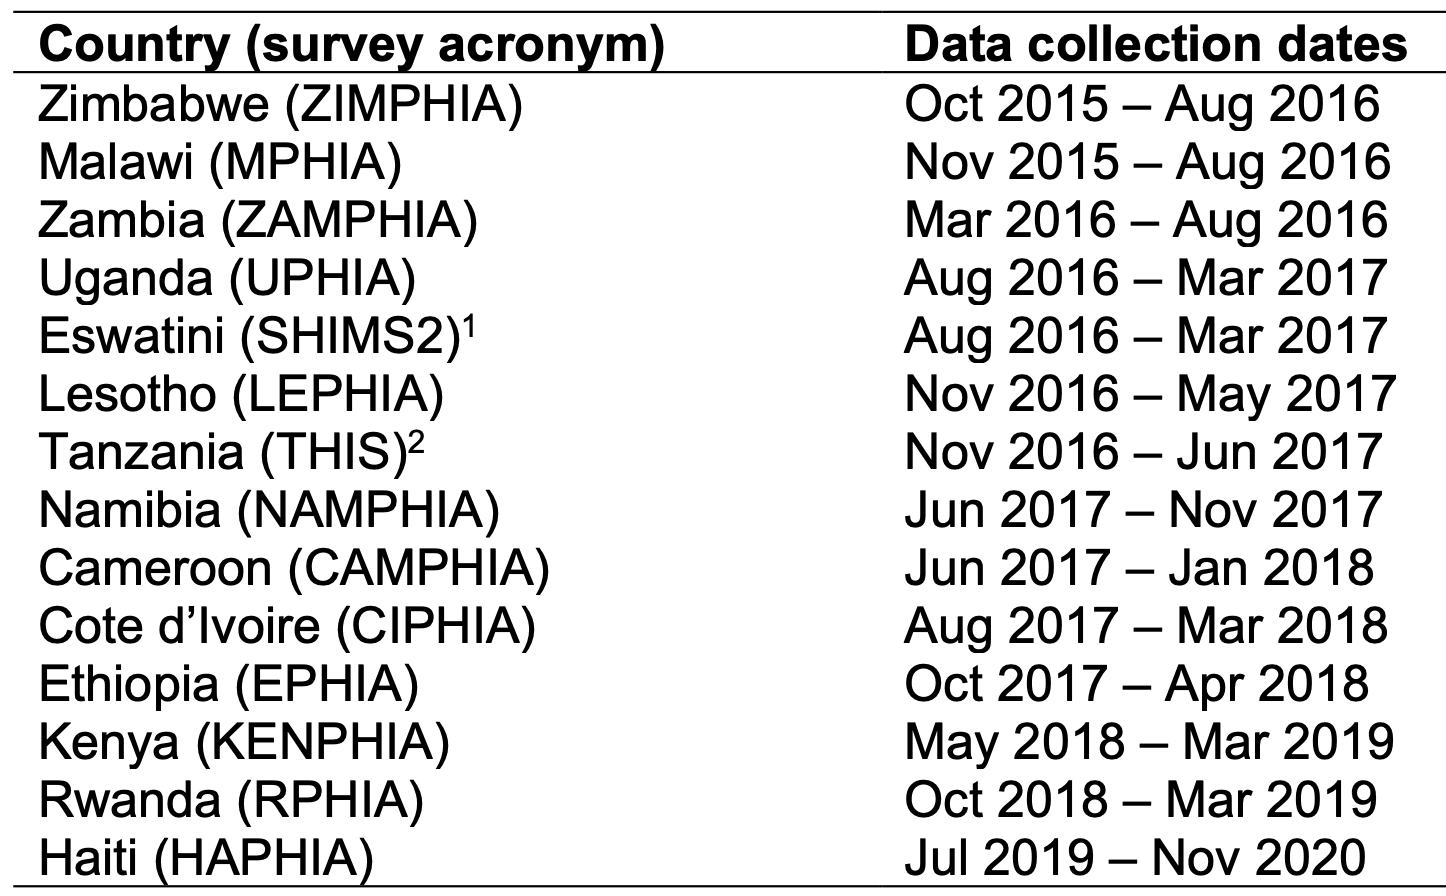 Country (survey acronym) Data collection dates
Zimbabwe (ZIMPHIA) Oct 2015 – Aug 2016
Malawi (MPHIA) Nov 2015 – Aug 2016
Zambia (ZAMPHIA) Mar 2016 – Aug 2016
Uganda (UPHIA) Aug 2016 – Mar 2017
Eswatini (SHIMS2)¹ Aug 2016 – Mar 2017
Lesotho (LEPHIA) Nov 2016 – May 2017
Tanzania (THIS)² Nov 2016 – Jun 2017
Namibia (NAMPHIA) Jun 2017 – Nov 2017
Cameroon (CAMPHIA) Jun 2017 – Jan 2018
Cote d’Ivoire (CIPHIA) Aug 2017 – Mar 2018
Ethiopia (EPHIA) Oct 2017 – Apr 2018
Kenya (KENPHIA) May 2018 – Mar 2019
Rwanda (RPHIA) Oct 2018 – Mar 2019
Haiti (HAPHIA) Jul 2019 – Nov 2020